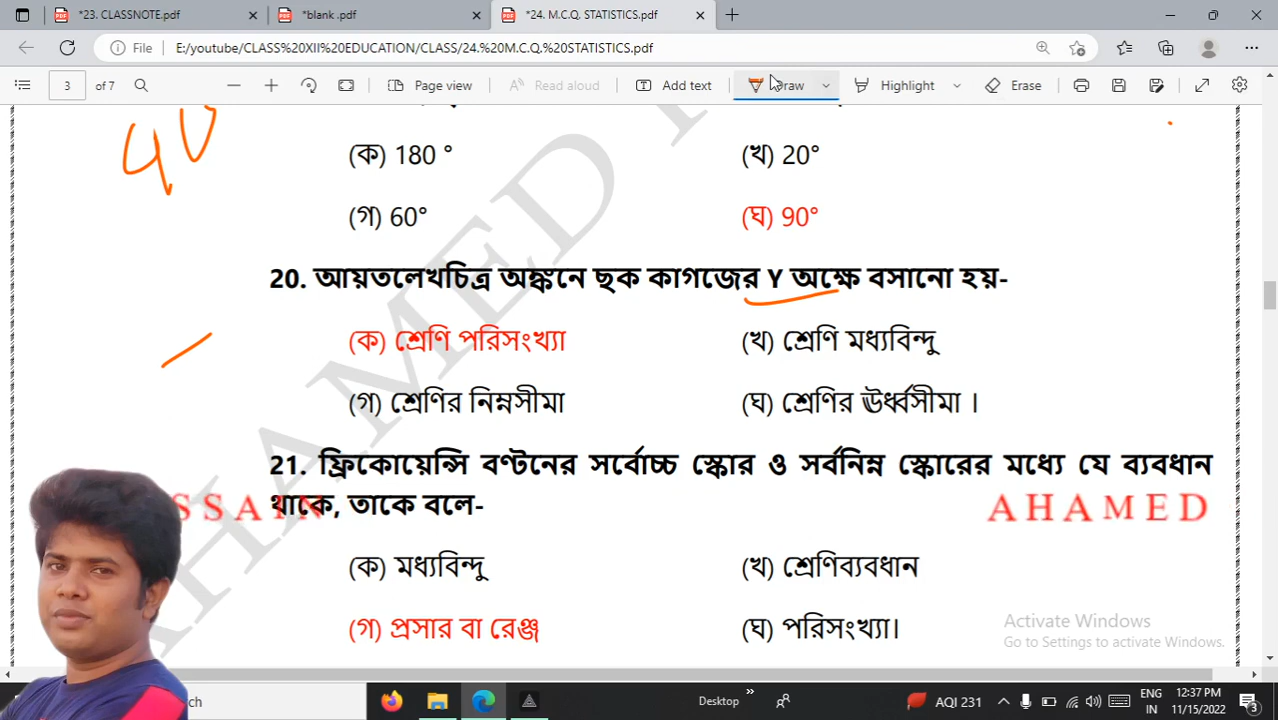 *23. CLASSNOTE.pdf
*blank .pdf
*24. M.C.Q. STATISTICS.pdf
File E:/youtube/CLASS%20XII%20EDUCATION/CLASS/24.%20M.C.Q.%20STATISTICS.pdf
3 of 7 Page view Read aloud Add text Draw Highlight Erase
(ক) 180 ° (খ) 20°
(গ) 60° (ঘ) 90°
20. আয়তলেখচিত্র অঙ্কনে ছক কাগজের Y অক্ষে বসানো হয়-
(ক) শ্রেণি পরিসংখ্যা (খ) শ্রেণি মধ্যবিন্দু
(গ) শ্রেণির নিম্নসীমা (ঘ) শ্রেণির ঊর্ধ্বসীমা ।
21. ফ্রিকোয়েন্সি বণ্টনের সর্বোচ্চ স্কোর ও সর্বনিম্ন স্কোরের মধ্যে যে ব্যবধান
থাকে, তাকে বলে-
SSAIN AHAMED
(ক) মধ্যবিন্দু (খ) শ্রেণিব্যবধান
(গ) প্রসার বা রেঞ্জ (ঘ) পরিসংখ্যা।
AHAMED
Activate Windows
Go to Settings to activate Windows.
rch Desktop AQI 231 ENG 12:37 PM
IN 11/15/2022 3